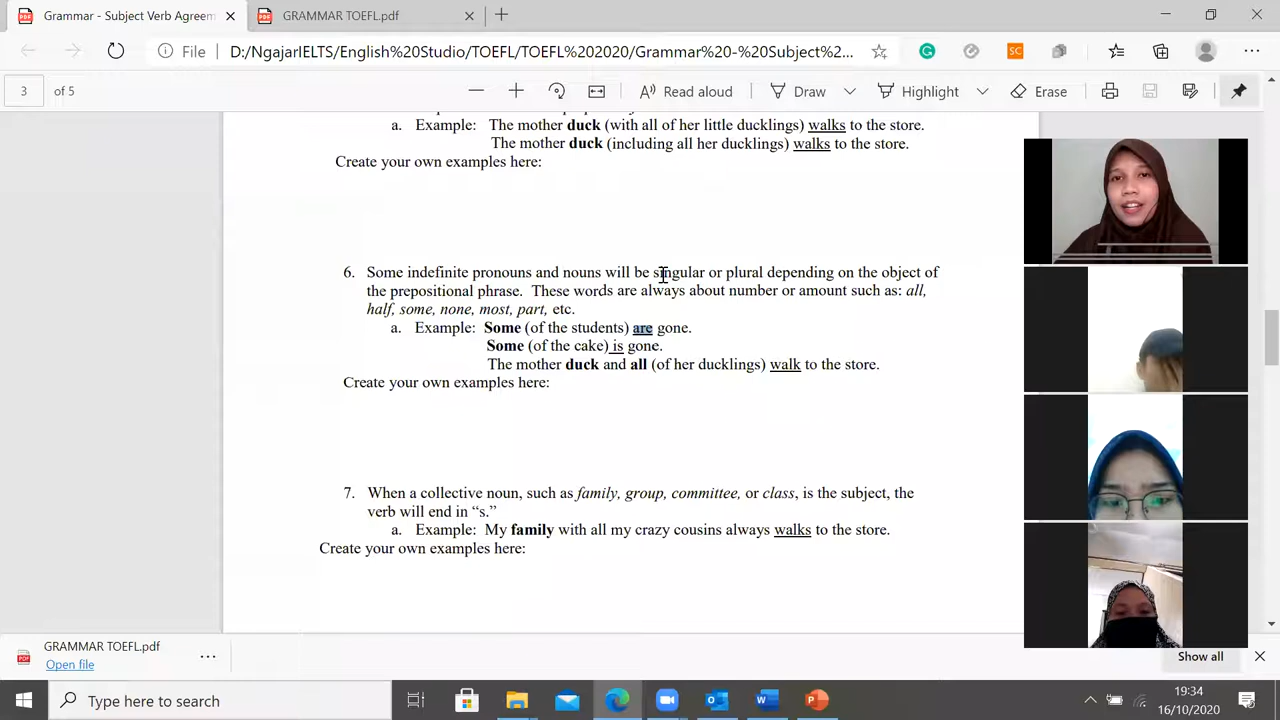 Grammar - Subject Verb Agreem
GRAMMAR TOEFL.pdf
File
D:/NgajarIELTS/English%20Studio/TOEFL/TOEFL%202020/Grammar%20-%20Subject%2...
SC
3 of 5
Read aloud
Draw
Highlight
Erase
a. Example: The mother duck (with all of her little ducklings) walks to the store.
The mother duck (including all her ducklings) walks to the store.
Create your own examples here:
6. Some indefinite pronouns and nouns will be singular or plural depending on the object of
the prepositional phrase. These words are always about number or amount such as: all,
half, some, none, most, part, etc.
a. Example: Some (of the students) are gone.
Some (of the cake) is gone.
The mother duck and all (of her ducklings) walk to the store.
Create your own examples here:
7. When a collective noun, such as family, group, committee, or class, is the subject, the
verb will end in “s.”
a. Example: My family with all my crazy cousins always walks to the store.
Create your own examples here:
GRAMMAR TOEFL.pdf
Open file
Show all
Type here to search
19:34
16/10/2020